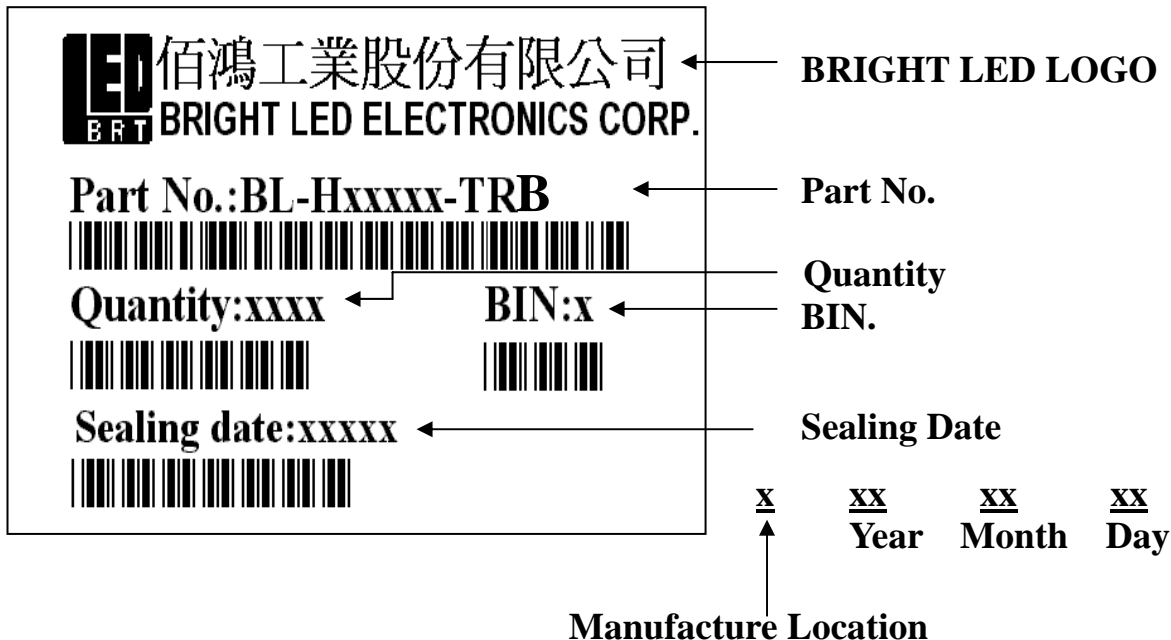 LED
BRT
佰鴻工業股份有限公司
BRIGHT LED ELECTRONICS CORP.
BRIGHT LED LOGO
Part No.:BL-Hxxxxx-TRB
Part No.
Quantity:xxxx
Quantity
BIN:x
BIN.
Sealing date:xxxxx
Sealing Date
x xx xx xx
Year Month Day
Manufacture Location